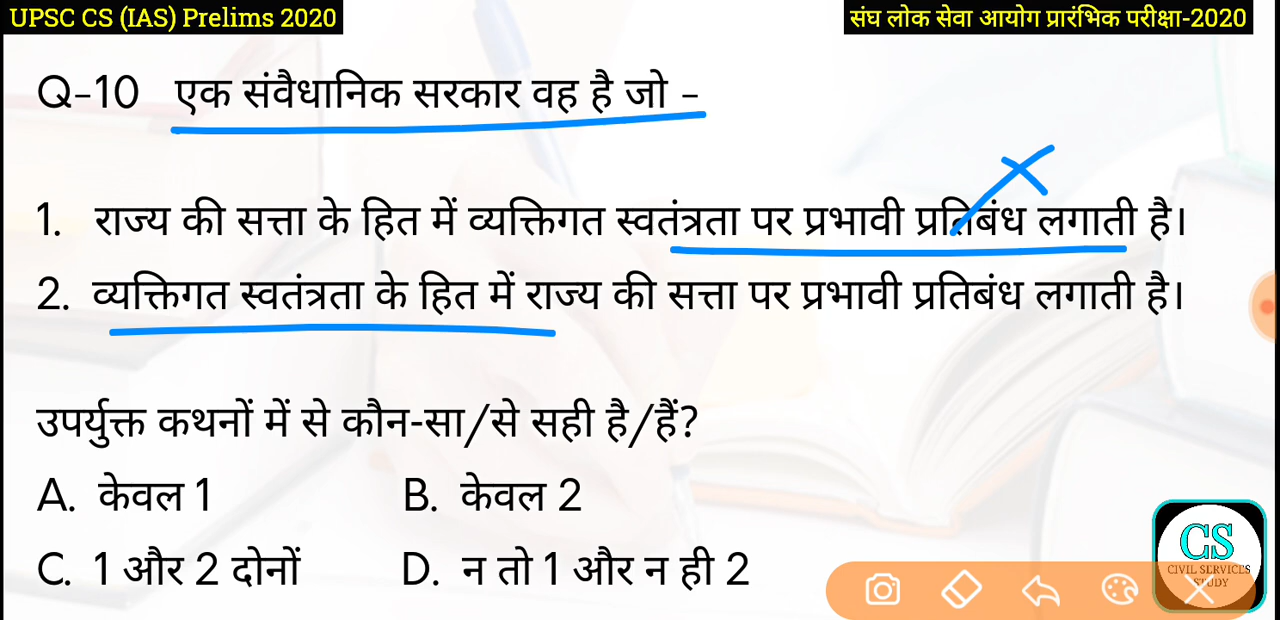 UPSC CS (IAS) Prelims 2020
संघ लोक सेवा आयोग प्रारंभिक परीक्षा-2020
Q-10 एक संवैधानिक सरकार वह है जो -
1. राज्य की सत्ता के हित में व्यक्तिगत स्वतंत्रता पर प्रभावी प्रतिबंध लगाती है।
2. व्यक्तिगत स्वतंत्रता के हित में राज्य की सत्ता पर प्रभावी प्रतिबंध लगाती है।
उपर्युक्त कथनों में से कौन-सा/से सही है/हैं?
A. केवल 1 B. केवल 2
C. 1 और 2 दोनों D. न तो 1 और न ही 2
CS
CIVIL SERVICES
STUDY